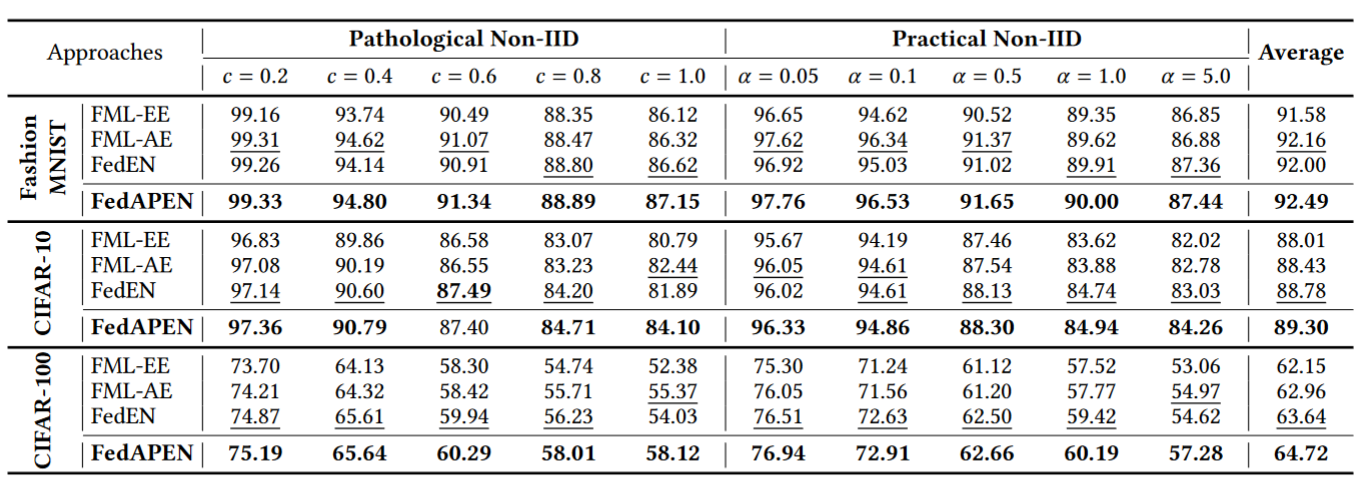 Approaches Pathological Non-IID Practical Non-IID Average
c = 0.2 c = 0.4 c = 0.6 c = 0.8 c = 1.0 α = 0.05 α = 0.1 α = 0.5 α = 1.0 α = 5.0
Fashion
MNIST
FML-EE 99.16 93.74 90.49 88.35 86.12 96.65 94.62 90.52 89.35 86.85 91.58
FML-AE 99.31 94.62 91.07 88.47 86.32 97.62 96.34 91.37 89.62 86.88 92.16
FedEN 99.26 94.14 90.91 88.80 86.62 96.92 95.03 91.02 89.91 87.36 92.00
FedAPEN 99.33 94.80 91.34 88.89 87.15 97.76 96.53 91.65 90.00 87.44 92.49
CIFAR-10
FML-EE 96.83 89.86 86.58 83.07 80.79 95.67 94.19 87.46 83.62 82.02 88.01
FML-AE 97.08 90.19 86.55 83.23 82.44 96.05 94.61 87.54 83.88 82.78 88.43
FedEN 97.14 90.60 87.49 84.20 81.89 96.02 94.61 88.13 84.74 83.03 88.78
FedAPEN 97.36 90.79 87.40 84.71 84.10 96.33 94.86 88.30 84.94 84.26 89.30
CIFAR-100
FML-EE 73.70 64.13 58.30 54.74 52.38 75.30 71.24 61.12 57.52 53.06 62.15
FML-AE 74.21 64.32 58.42 55.71 55.37 76.05 71.56 61.20 57.77 54.97 62.96
FedEN 74.87 65.61 59.94 56.23 54.03 76.51 72.63 62.50 59.42 54.62 63.64
FedAPEN 75.19 65.64 60.29 58.01 58.12 76.94 72.91 62.66 60.19 57.28 64.72